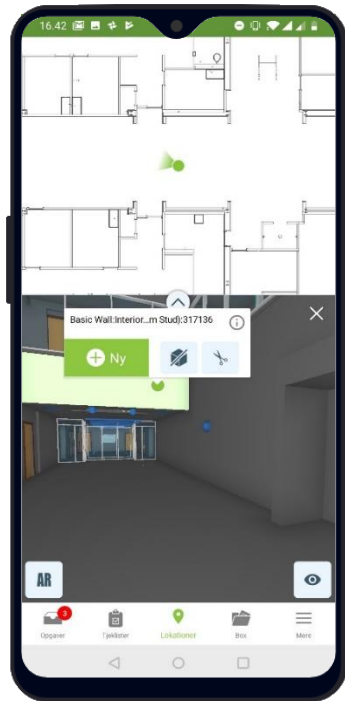 16.42
Basic Wall:Interior...m Stud):317136
Ny
AR
3
Opgaver
Tjeklister
Lokationer
Box
Mere